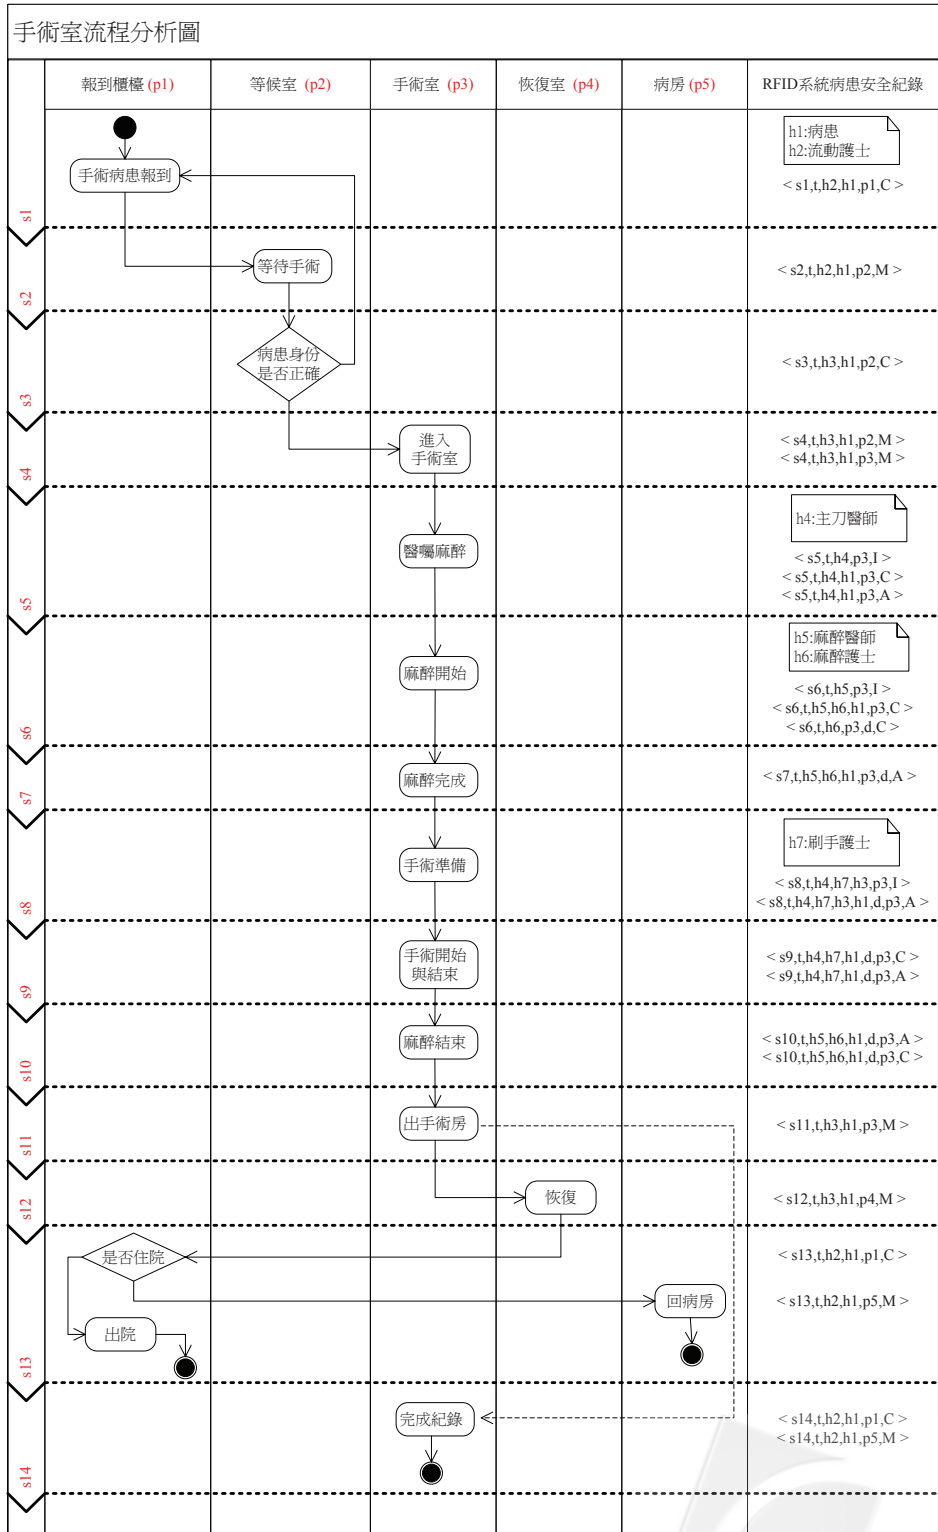 手術室流程分析圖
報到櫃檯 (p1)
等候室 (p2)
手術室 (p3)
恢復室 (p4)
病房 (p5)
RFID系統病患安全紀錄
s1
手術病患報到
h1:病患
h2:流動護士
< s1,t,h2,h1,p1,C >
s2
等待手術
< s2,t,h2,h1,p2,M >
s3
病患身份
是否正確
< s3,t,h3,h1,p2,C >
s4
進入
手術室
< s4,t,h3,h1,p2,M >
< s4,t,h3,h1,p3,M >
s5
醫囑麻醉
h4:主刀醫師
< s5,t,h4,p3,I >
< s5,t,h4,h1,p3,C >
< s5,t,h4,h1,p3,A >
s6
麻醉開始
h5:麻醉醫師
h6:麻醉護士
< s6,t,h5,p3,I >
< s6,t,h5,h6,h1,p3,C >
< s6,t,h6,p3,d,C >
s7
麻醉完成
< s7,t,h5,h6,h1,p3,d,A >
s8
手術準備
h7:刷手護士
< s8,t,h4,h7,h3,p3,I >
< s8,t,h4,h7,h3,h1,d,p3,A >
s9
手術開始
與結束
< s9,t,h4,h7,h1,d,p3,C >
< s9,t,h4,h7,h1,d,p3,A >
s10
麻醉結束
< s10,t,h5,h6,h1,d,p3,A >
< s10,t,h5,h6,h1,d,p3,C >
s11
出手術房
< s11,t,h3,h1,p3,M >
s12
恢復
< s12,t,h3,h1,p4,M >
s13
是否住院
< s13,t,h2,h1,p1,C >
回病房
< s13,t,h2,h1,p5,M >
出院
s14
完成紀錄
< s14,t,h2,h1,p1,C >
< s14,t,h2,h1,p5,M >